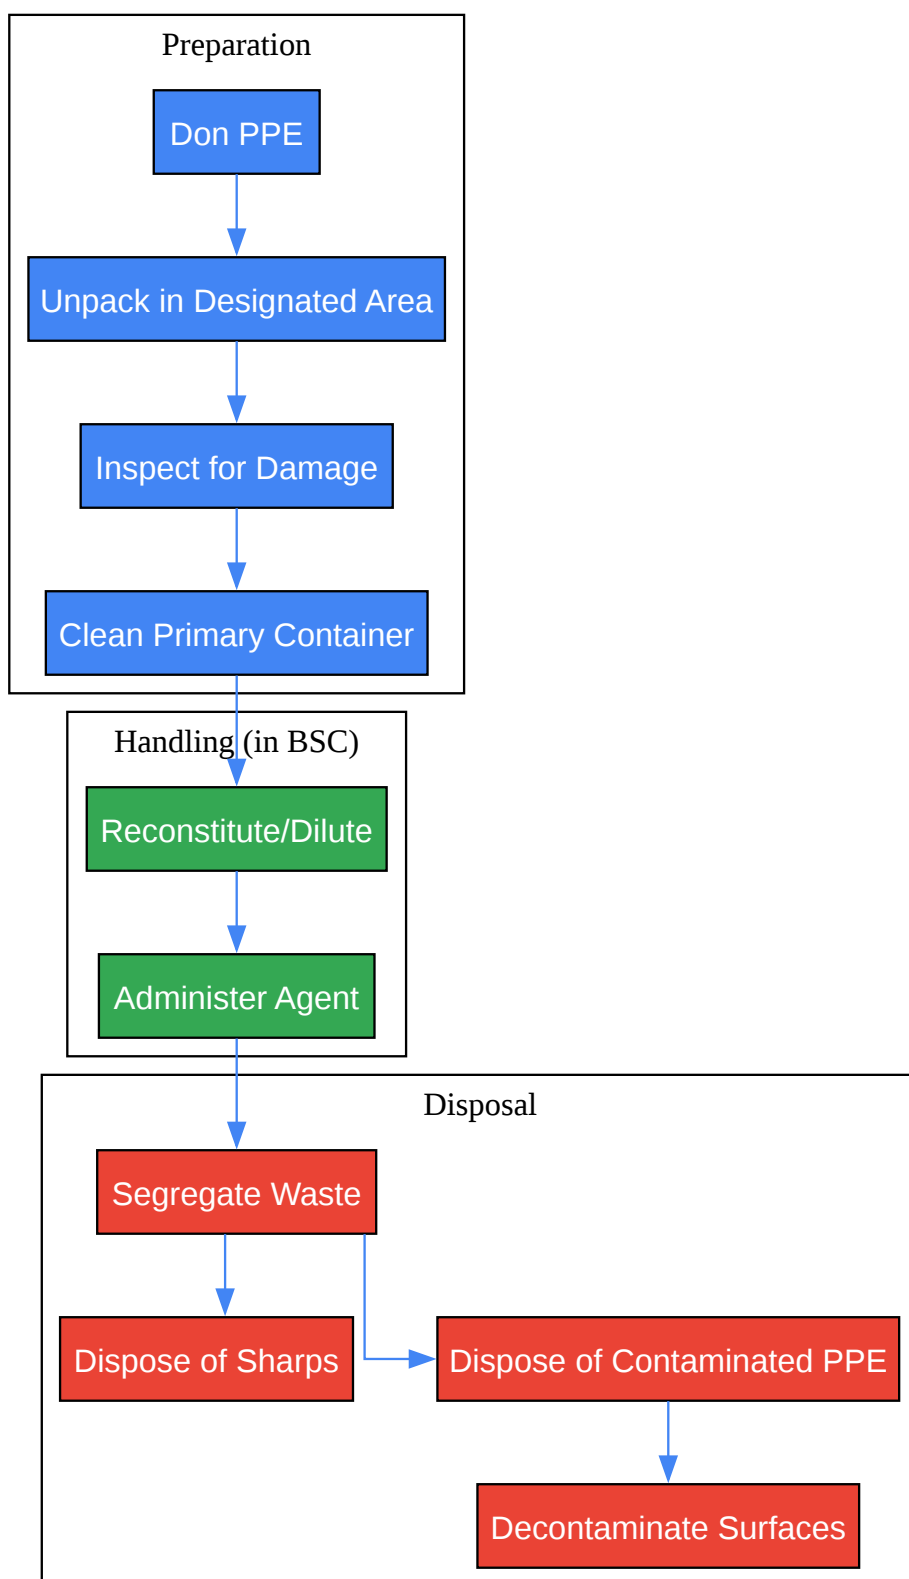 Preparation
Don PPE
Unpack in Designated Area
Inspect for Damage
Clean Primary Container
Handling (in BSC)
Reconstitute/Dilute
Administer Agent
Disposal
Segregate Waste
Dispose of Sharps
Dispose of Contaminated PPE
Decontaminate Surfaces